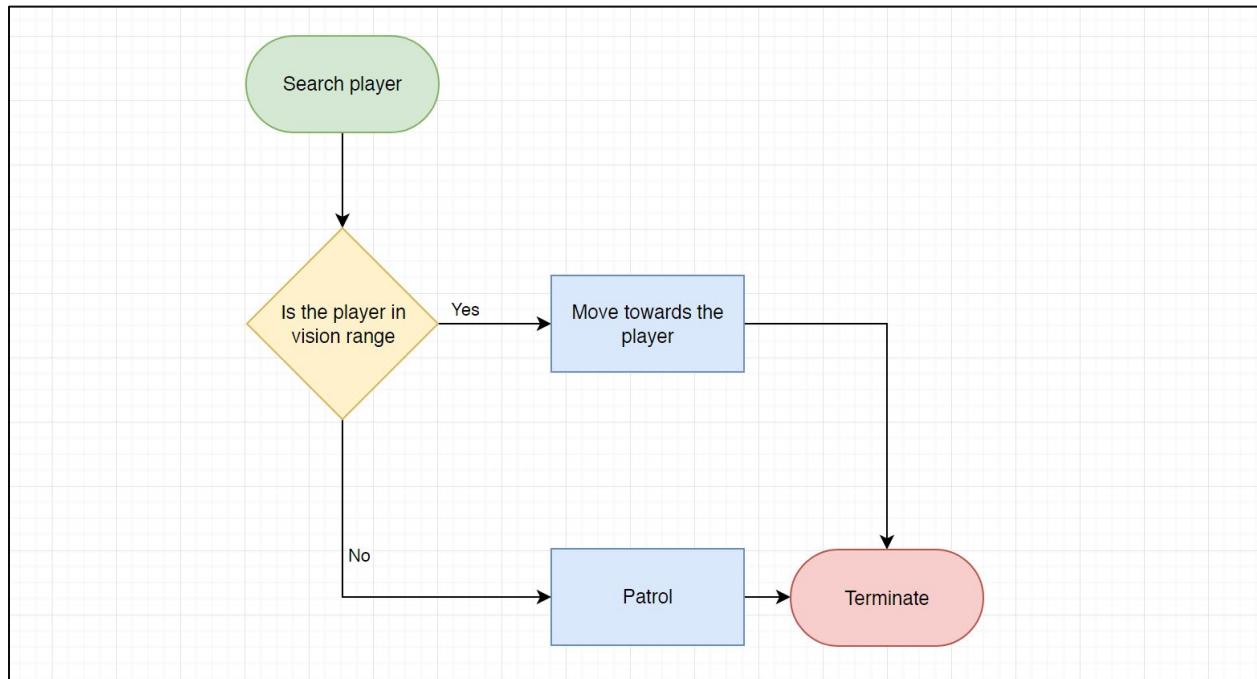 Search player
Is the player in
vision range
Yes
Move towards the
player
No
Patrol
Terminate